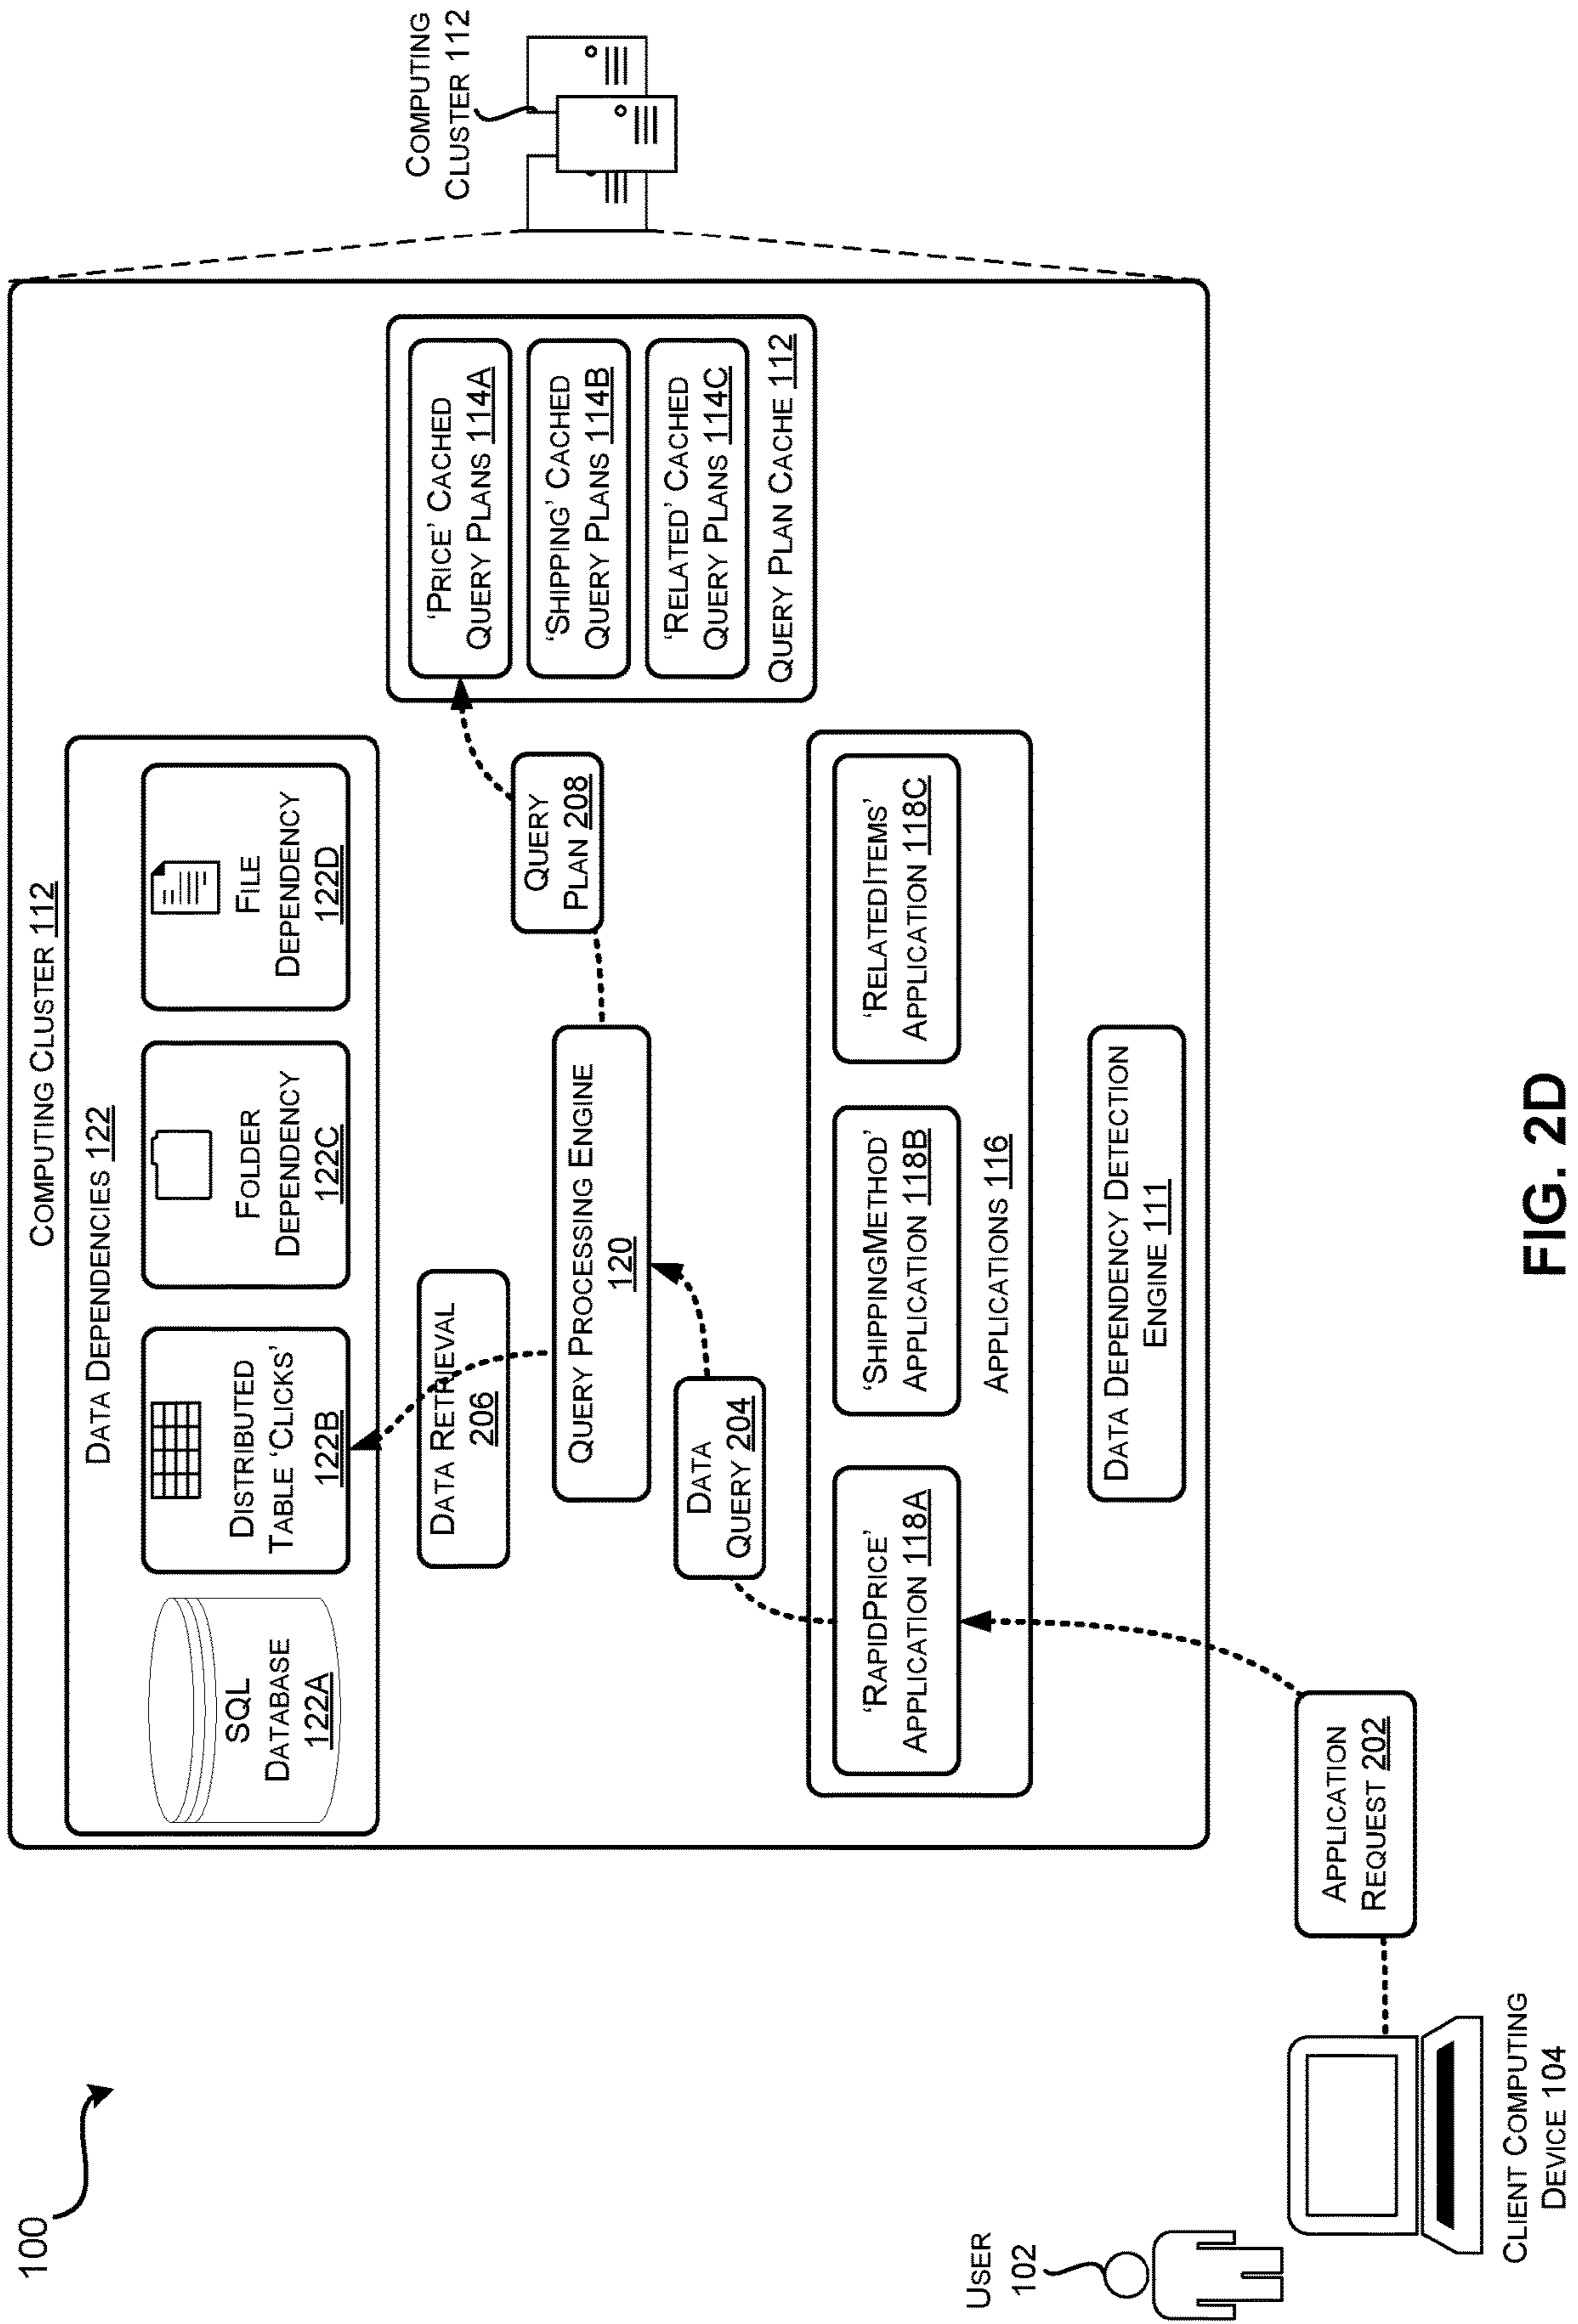 100
COMPUTING CLUSTER 112
DATA DEPENDENCIES 122
SQL
DATABASE
122A
DISTRIBUTED
TABLE ‘CLICKS’
122B
FOLDER
DEPENDENCY
122C
FILE
DEPENDENCY
122D
COMPUTING
CLUSTER 112
DATA RETRIEVAL
206
QUERY
PLAN 208
‘PRICE’ CACHED
QUERY PLANS 114A
‘SHIPPING’ CACHED
QUERY PLANS 114B
‘RELATED’ CACHED
QUERY PLANS 114C
QUERY PLAN CACHE 112
QUERY PROCESSING ENGINE
120
DATA
QUERY 204
‘RAPIDPRICE’
APPLICATION 118A
‘SHIPPINGMETHOD’
APPLICATION 118B
‘RELATEDITEMS’
APPLICATION 118C
APPLICATIONS 116
DATA DEPENDENCY DETECTION
ENGINE 111
USER
102
APPLICATION
REQUEST 202
CLIENT COMPUTING
DEVICE 104
FIG. 2D